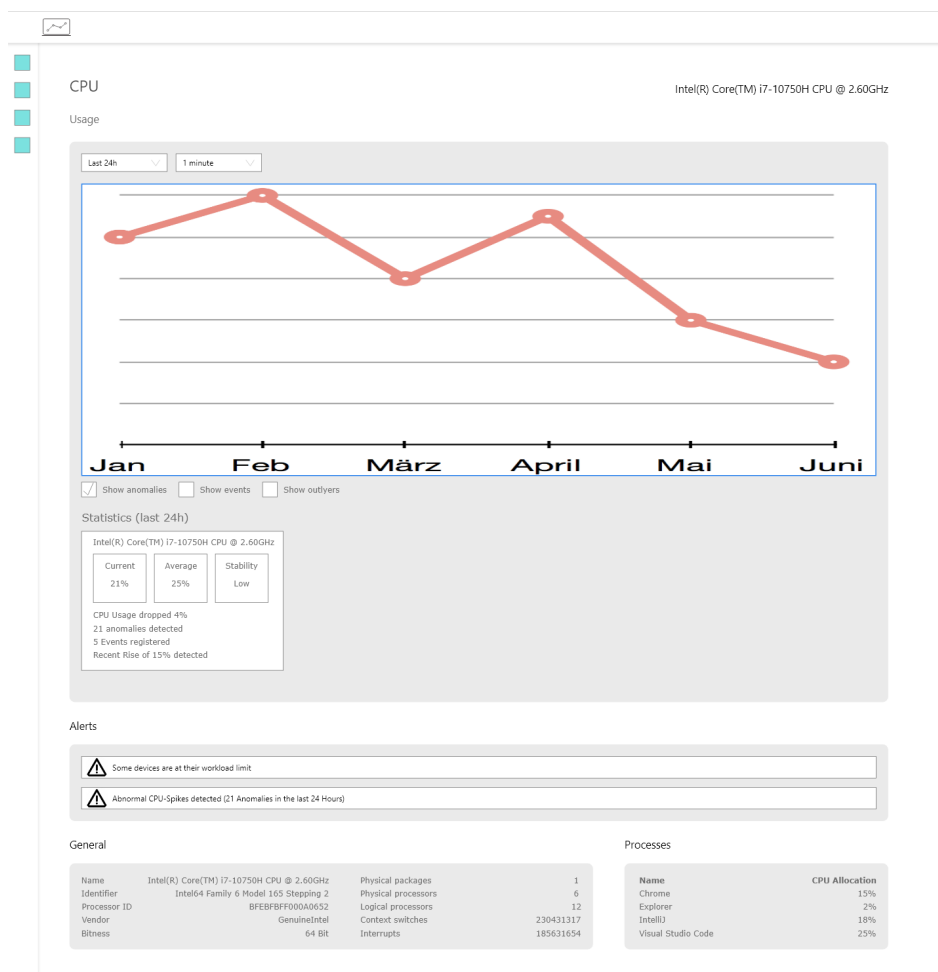 CPU
Intel(R) Core(TM) i7-10750H CPU @ 2.60GHz
Usage
Last 24h 1 minute
Jan Feb März April Mai Juni
Show anomalies Show events Show outlyers
Statistics (last 24h)
Intel(R) Core(TM) i7-10750H CPU @ 2.60GHz
Current Average Stability
21% 25% Low
CPU Usage dropped 4%
21 anomalies detected
5 Events registered
Recent Rise of 15% detected
Alerts
Some devices are at their workload limit
Abnormal CPU-Spikes detected (21 Anomalies in the last 24 Hours)
General
Name Intel(R) Core(TM) i7-10750H CPU @ 2.60GHz
Identifier Intel64 Family 6 Model 165 Stepping 2
Processor ID BFEBFBFF000A0652
Vendor GenuineIntel
Bitness 64 Bit
Physical packages 1
Physical processors 6
Logical processors 12
Context switches 230431317
Interrupts 185631654
Processes
Name CPU Allocation
Chrome 15%
Explorer 2%
IntelliJ 18%
Visual Studio Code 25%